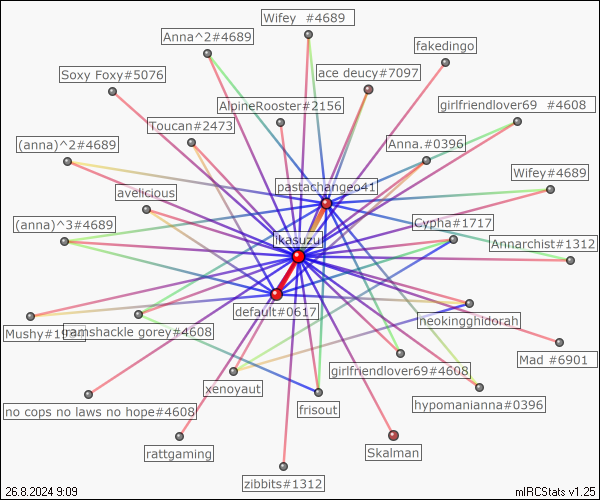 Wifey #4689
Anna^2#4689
fakedingo
Soxy Foxy#5076
ace deucy#7097
AlpineRooster#2156
girlfriendlover69 #4608
Toucan#2473
(anna)^2#4689
Anna.#0396
Wifey#4689
pastachangeo41
avelicious
(anna)^3#4689
Cypha#1717
ikasuzu
Annarchist#1312
default#0617
neokingghidorah
Mushy#1
ramshackle gorey#4608
Mad #6901
girlfriendlover69#4608
xenoyaut
no cops no laws no hope#4608
frisout
hypomanianna#0396
rattgaming
Skalman
zibbits#1312
26.8.2024 9:09
mIRCStats v1.25